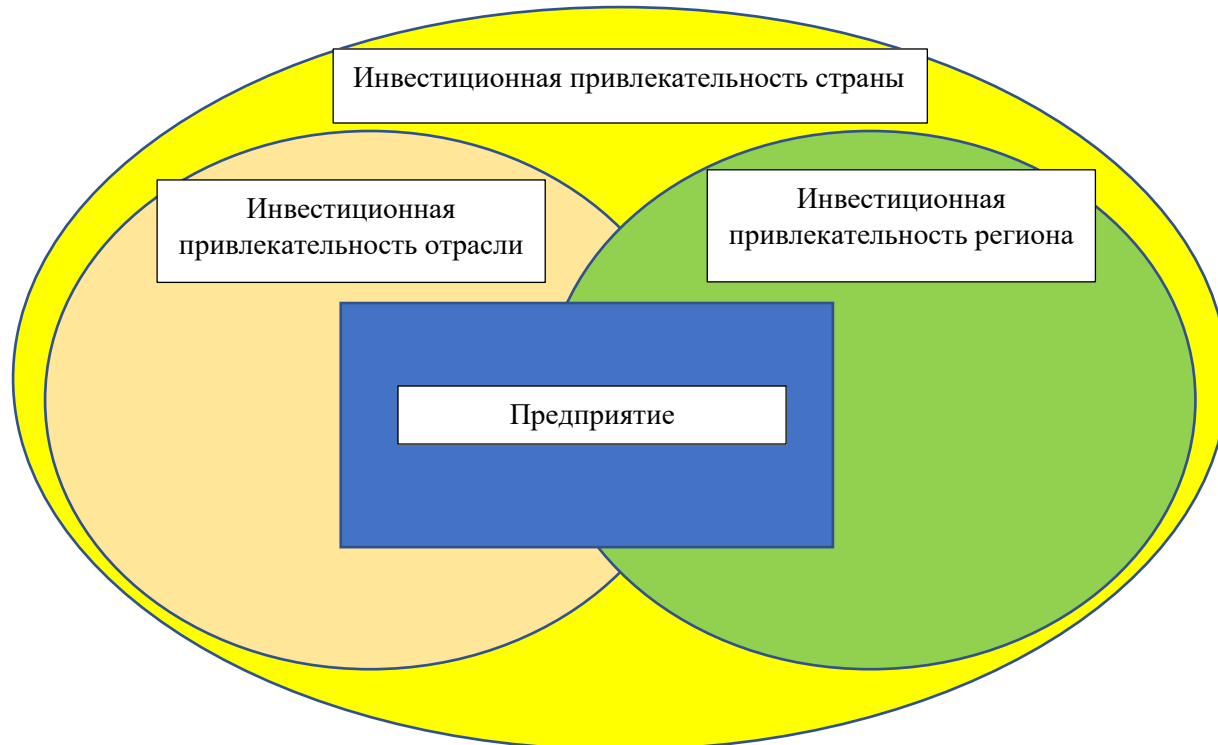 Инвестиционная привлекательность страны
Инвестиционная
привлекательность отрасли
Инвестиционная
привлекательность региона
Предприятие